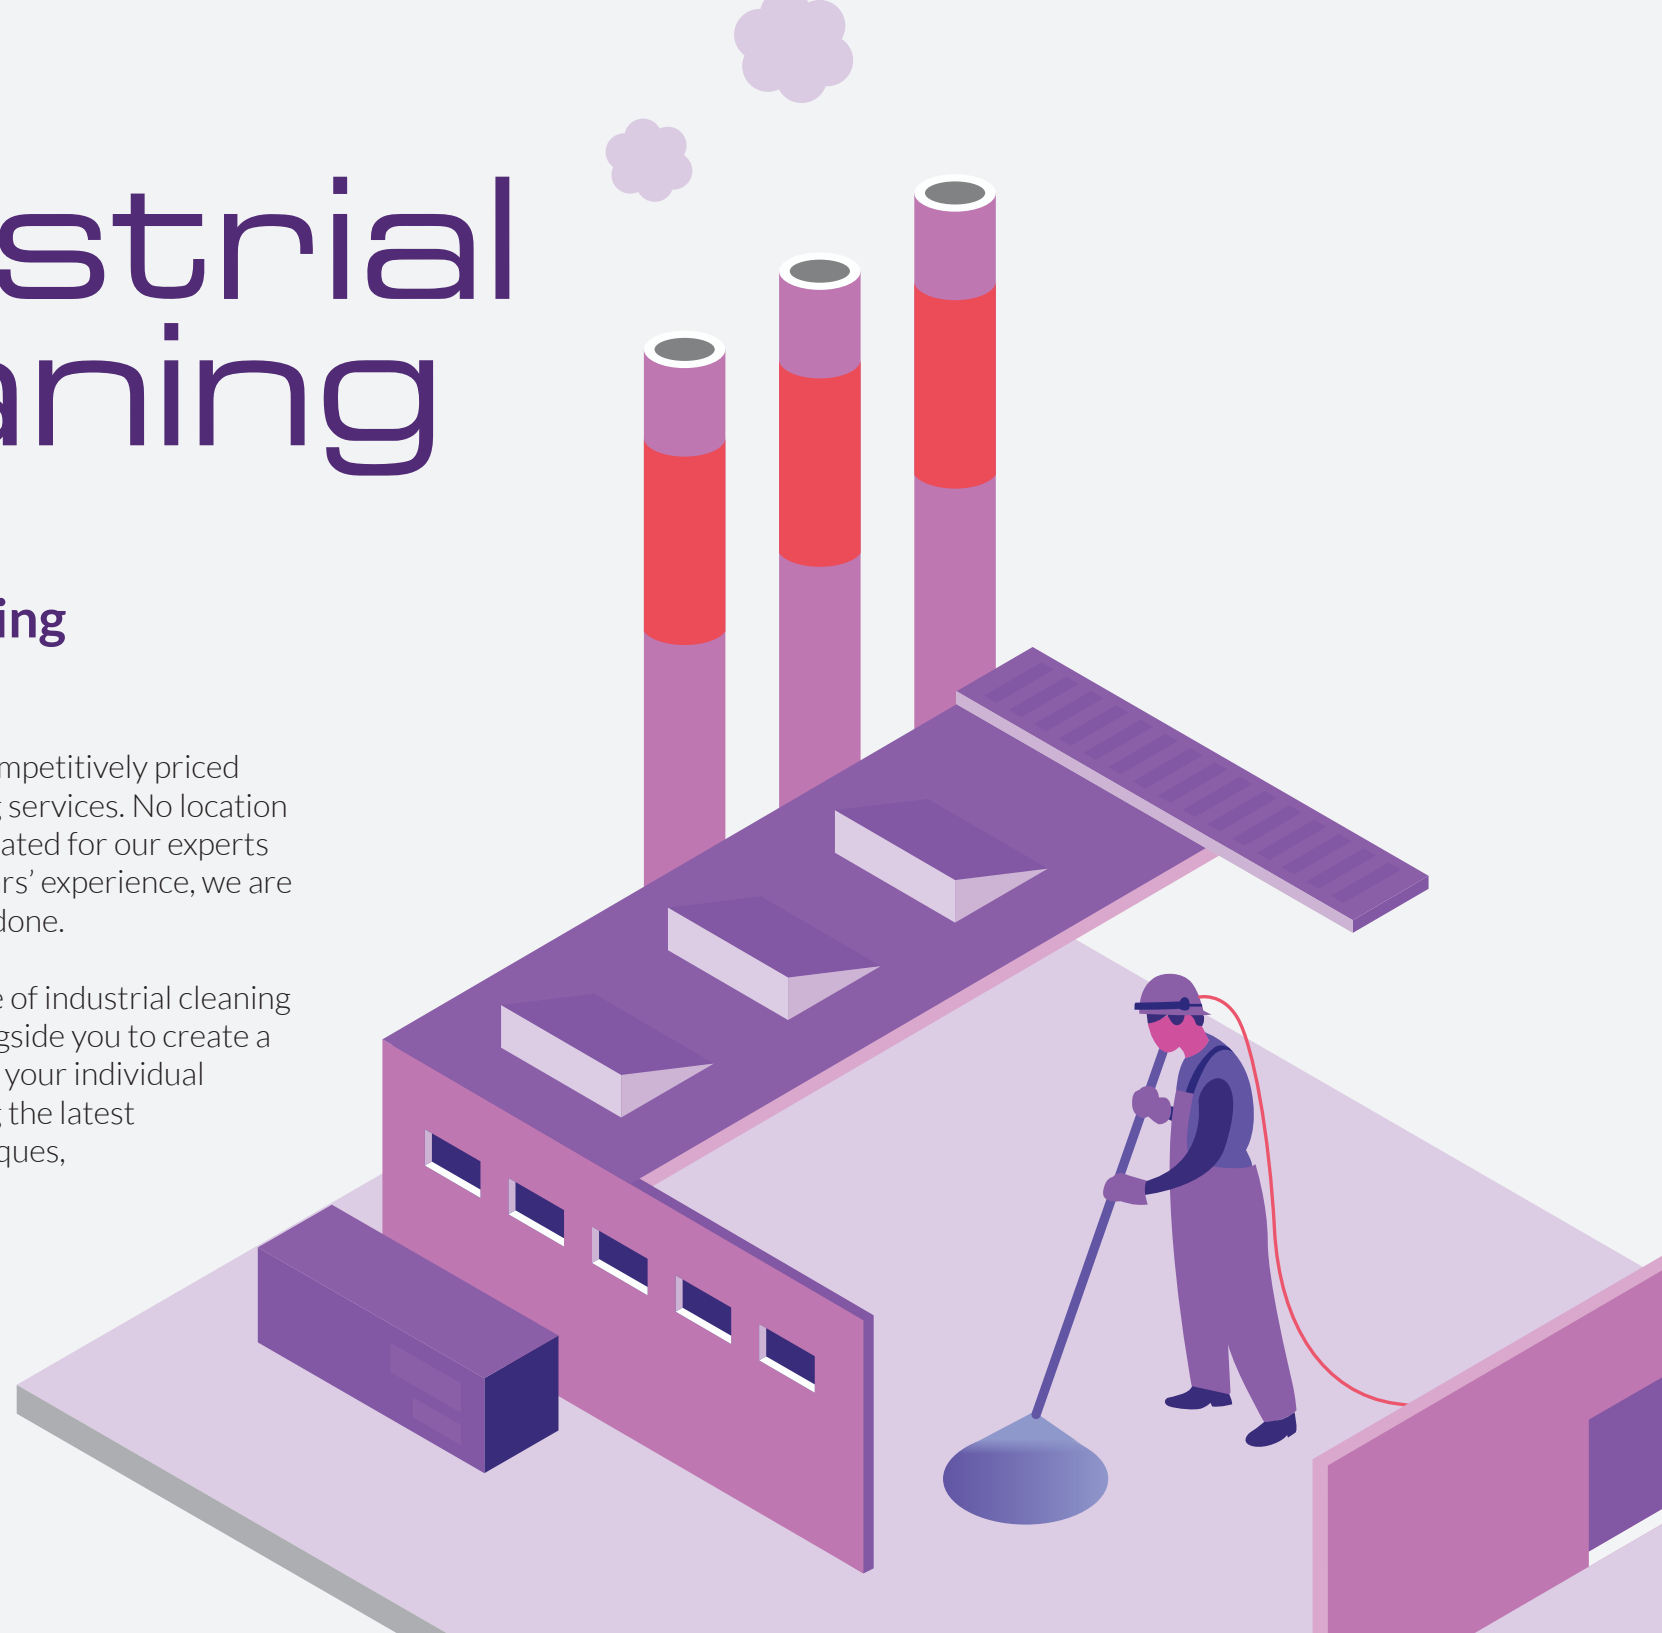 strial
aning
ing
mpetitively priced
services. No location
ated for our experts
rs’ experience, we are
done.
of industrial cleaning
gside you to create a
your individual
the latest
ques,